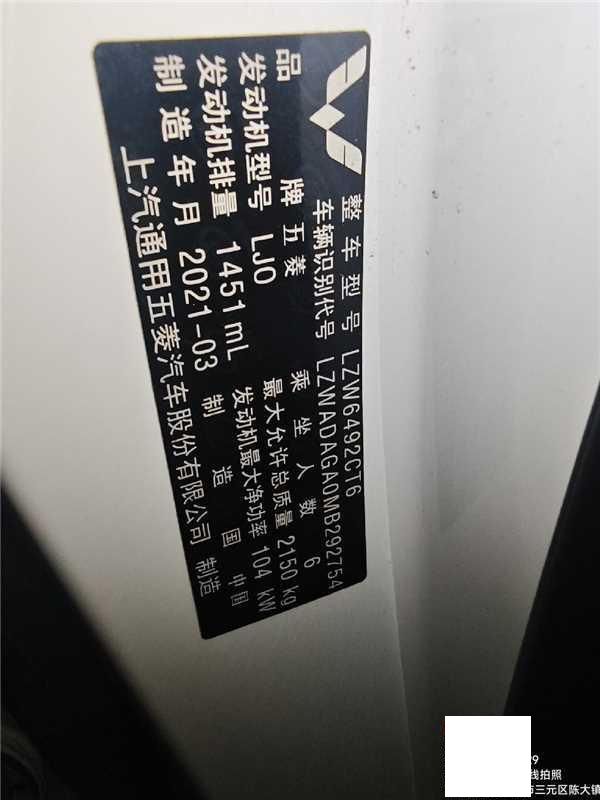 整车型号 LZW6492CT6
车辆识别代号 LZWADAGA0MB292754
品牌 五菱 乘坐人数 6
发动机型号 LJO 最大允许总质量 2150 kg
发动机排量 1451 mL 发动机最大净功率 104 kW
制造年月 2021-03 制造国 中国
上汽通用五菱汽车股份有限公司 制造
9
线拍照
市三元区陈大镇